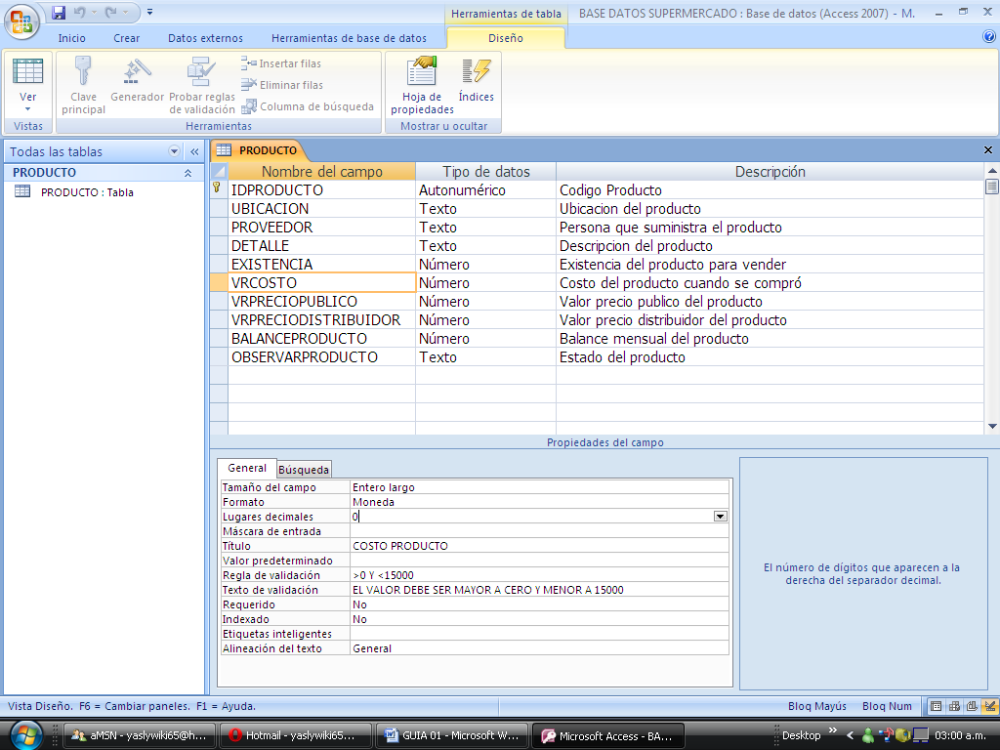 Herramientas de tabla
BASE DATOS SUPERMERCADO : Base de datos (Access 2007) - M.
Inicio Crear Datos externos Herramientas de base de datos Diseño
Ver
Vistas
Clave principal
Generador
Probar reglas de validación
Insertar filas
Eliminar filas
Columna de búsqueda
Herramientas
Hoja de propiedades
Índices
Mostrar u ocultar
Todas las tablas «
PRODUCTO
PRODUCTO : Tabla
PRODUCTO
Nombre del campo Tipo de datos Descripción
IDPRODUCTO Autonumérico Codigo Producto
UBICACION Texto Ubicacion del producto
PROVEEDOR Texto Persona que suministra el producto
DETALLE Texto Descripcion del producto
EXISTENCIA Número Existencia del producto para vender
VRCOSTO Número Costo del producto cuando se compró
VRPRECIOPUBLICO Número Valor precio publico del producto
VRPRECIODISTRIBUIDOR Número Valor precio distribuidor del producto
BALANCEPRODUCTO Número Balance mensual del producto
OBSERVARPRODUCTO Texto Estado del producto
Propiedades del campo
General Búsqueda
Tamaño del campo Entero largo
Formato Moneda
Lugares decimales 0
Máscara de entrada
Título COSTO PRODUCTO
Valor predeterminado
Regla de validación >0 Y <15000
Texto de validación EL VALOR DEBE SER MAYOR A CERO Y MENOR A 15000
Requerido No
Indexado No
Etiquetas inteligentes
Alineación del texto General
El número de dígitos que aparecen a la
derecha del separador decimal.
Vista Diseño. F6 = Cambiar paneles. F1 = Ayuda. Bloq Mayús Bloq Num
aMSN - yaslywiki65@h... Hotmail - yaslywiki65... GUIA 01 - Microsoft W... Microsoft Access - BA... Desktop » 03:00 a.m.